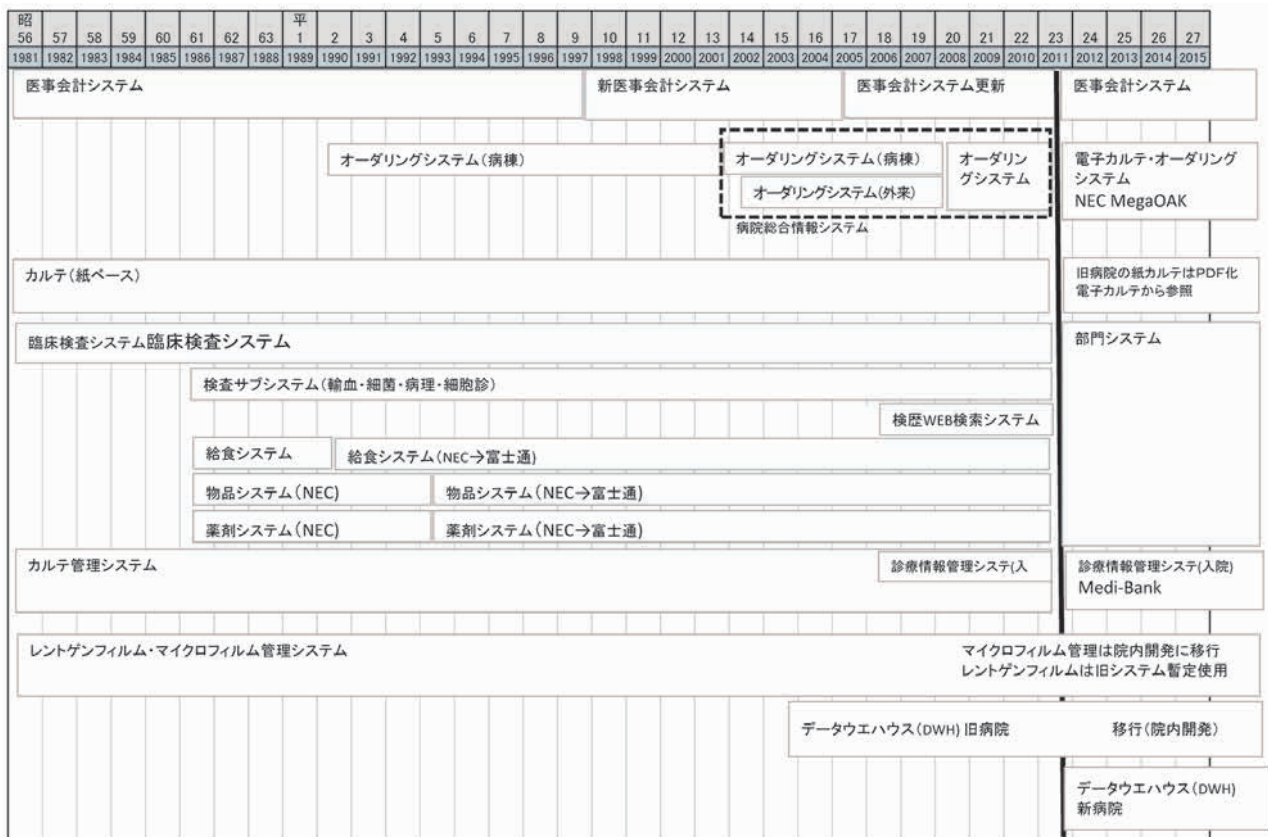 昭 平
56 57 58 59 60 61 62 63 1 2 3 4 5 6 7 8 9 10 11 12 13 14 15 16 17 18 19 20 21 22 23 24 25 26 27
1981 1982 1983 1984 1985 1986 1987 1988 1989 1990 1991 1992 1993 1994 1995 1996 1997 1998 1999 2000 2001 2002 2003 2004 2005 2006 2007 2008 2009 2010 2011 2012 2013 2014 2015
医事会計システム
新医事会計システム
医事会計システム更新
医事会計システム
オーダリングシステム(病棟)
オーダリングシステム(病棟)
オーダリングシステム(外来)
オーダリン
グシステム
病院総合情報システム
電子カルテ・オーダリング
システム
NEC MegaOAK
カルテ(紙ベース)
旧病院の紙カルテはPDF化
電子カルテから参照
臨床検査システム臨床検査システム
部門システム
検査サブシステム(輸血・細菌・病理・細胞診)
検歴WEB検索システム
給食システム
給食システム(NEC→富士通)
物品システム(NEC)
物品システム(NEC→富士通)
薬剤システム(NEC)
薬剤システム(NEC→富士通)
カルテ管理システム
診療情報管理システ(入
診療情報管理システ(入院)
Medi-Bank
レントゲンフィルム・マイクロフィルム管理システム
マイクロフィルム管理は院内開発に移行
レントゲンフィルムは旧システム暫定使用
データウエハウス(DWH) 旧病院
移行(院内開発)
データウエハウス(DWH)
新病院